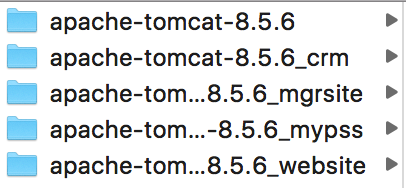 apache-tomcat-8.5.6
apache-tomcat-8.5.6_crm
apache-tom...8.5.6_mgrsite
apache-tom...-8.5.6_mypss
apache-tom...8.5.6_website